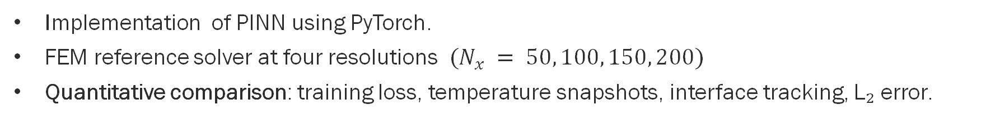 • Implementation of PINN using PyTorch.
• FEM reference solver at four resolutions (Nₓ = 50, 100, 150, 200)
• Quantitative comparison: training loss, temperature snapshots, interface tracking, L₂ error.